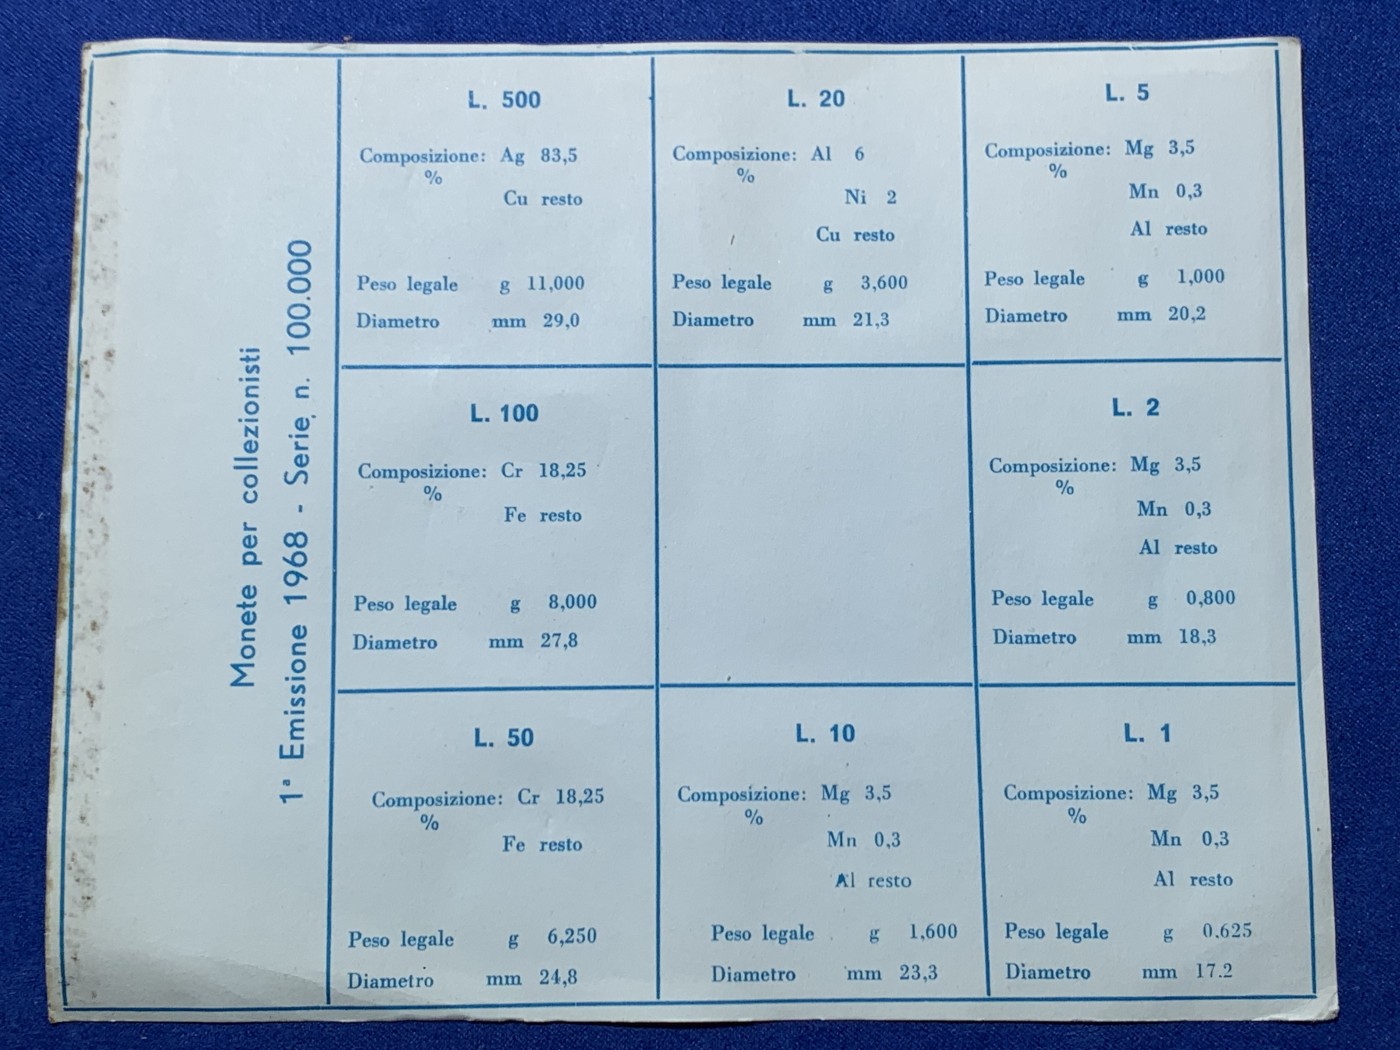 Monete per collezionisti
1ª Emissione 1968 - Serie n. 100.000
L. 500
Composizione: Ag 83,5
%
Cu resto
Peso legale g 11,000
Diametro mm 29,0
L. 20
Composizione: Al 6
%
Ni 2
Cu resto
Peso legale g 3,600
Diametro mm 21,3
L. 5
Composizione: Mg 3,5
%
Mn 0,3
Al resto
Peso legale g 1,000
Diametro mm 20,2
L. 100
Composizione: Cr 18,25
%
Fe resto
Peso legale g 8,000
Diametro mm 27,8
L. 2
Composizione: Mg 3,5
%
Mn 0,3
Al resto
Peso legale g 0,800
Diametro mm 18,3
L. 50
Composizione: Cr 18,25
%
Fe resto
Peso legale g 6,250
Diametro mm 24,8
L. 10
Composizione: Mg 3,5
%
Mn 0,3
Al resto
Peso legale g 1,600
Diametro mm 23,3
L. 1
Composizione: Mg 3,5
%
Mn 0,3
Al resto
Peso legale g 0.625
Diametro mm 17.2